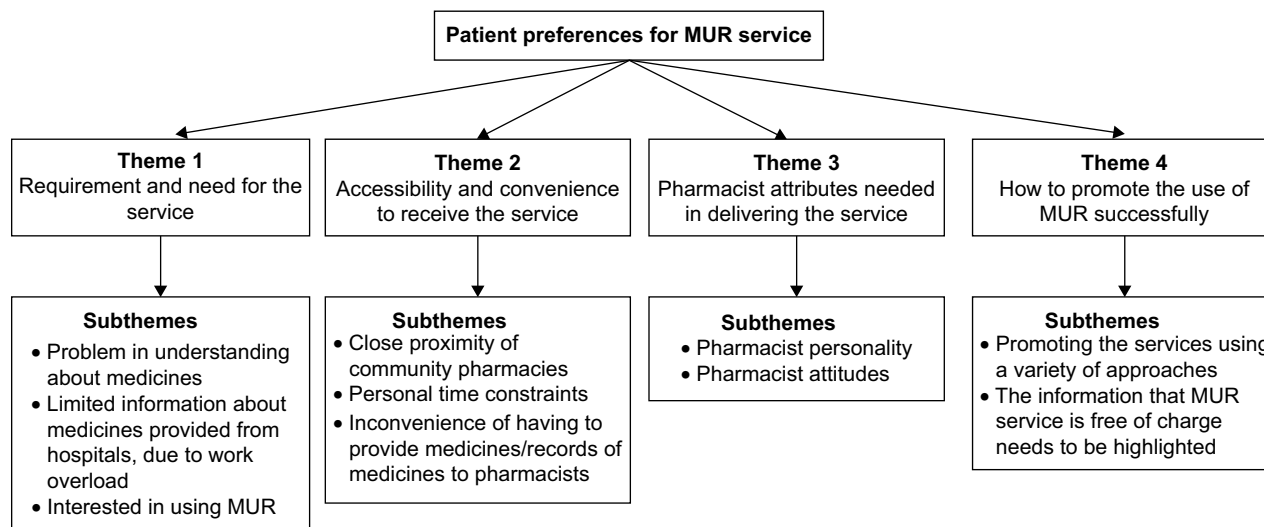 Patient preferences for MUR service
Theme 1
Requirement and need for the
service
Theme 2
Accessibility and convenience
to receive the service
Theme 3
Pharmacist attributes needed
in delivering the service
Theme 4
How to promote the use of
MUR successfully
Subthemes
• Problem in understanding
about medicines
• Limited information about
medicines provided from
hospitals, due to work
overload
• Interested in using MUR
Subthemes
• Close proximity of
community pharmacies
• Personal time constraints
• Inconvenience of having to
provide medicines/records of
medicines to pharmacists
Subthemes
• Pharmacist personality
• Pharmacist attitudes
Subthemes
• Promoting the services using
a variety of approaches
• The information that MUR
service is free of charge
needs to be highlighted